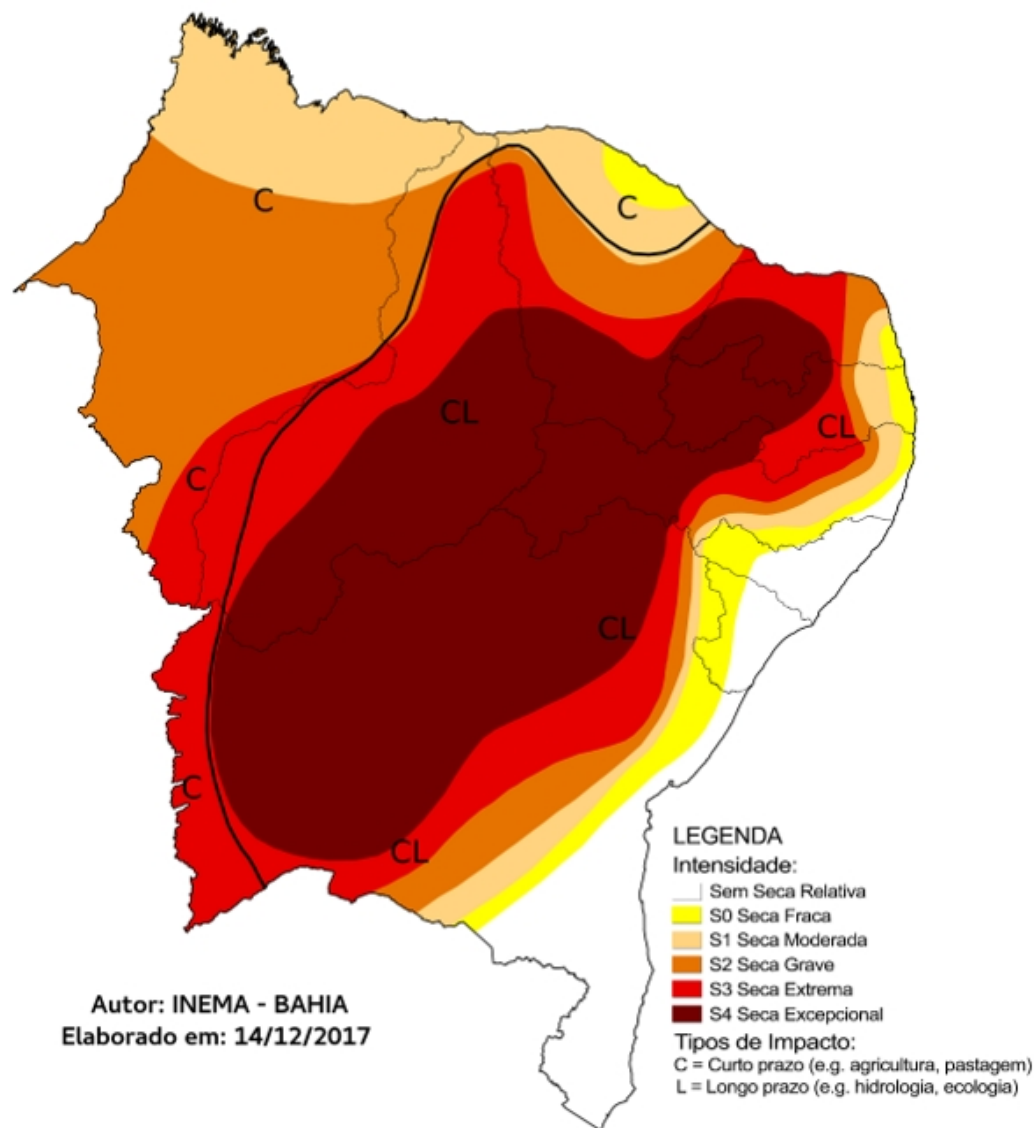 C
C
CL
CL
C
CL
C
CL
LEGENDA
Intensidade:
Sem Seca Relativa
S0 Seca Fraca
S1 Seca Moderada
S2 Seca Grave
S3 Seca Extrema
S4 Seca Excepcional
Tipos de Impacto:
C = Curto prazo (e.g. agricultura, pastagem)
L = Longo prazo (e.g. hidrologia, ecologia)
Autor: INEMA - BAHIA
Elaborado em: 14/12/2017